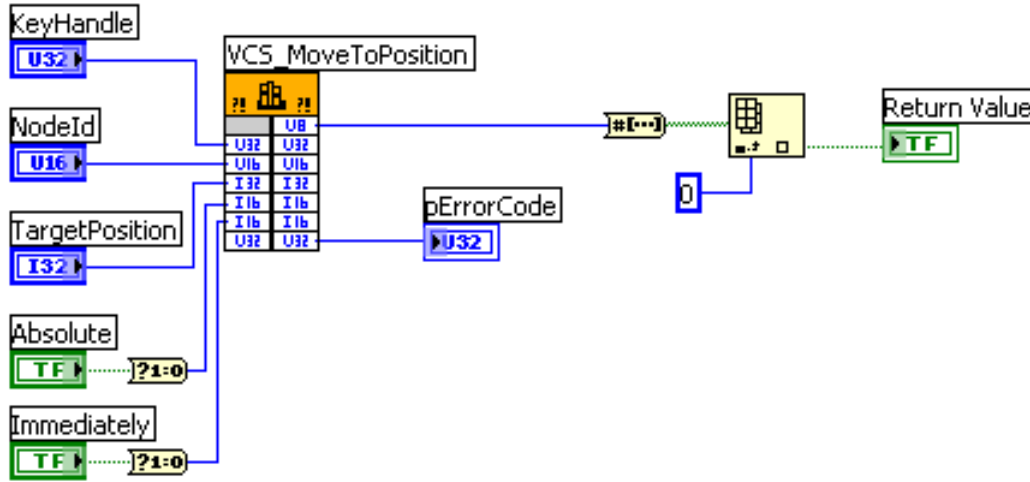 KeyHandle
U32
VCS_MoveToPosition
?! ?!
U8
NodeId
U16
U32 U32
U16 U16
I32 I32
I16 I16
I16 I16
U32 U32
#[...]
Return Value
TF
0
pErrorCode
U32
TargetPosition
I32
Absolute
TF
?1:0
Immediately
TF
?1:0